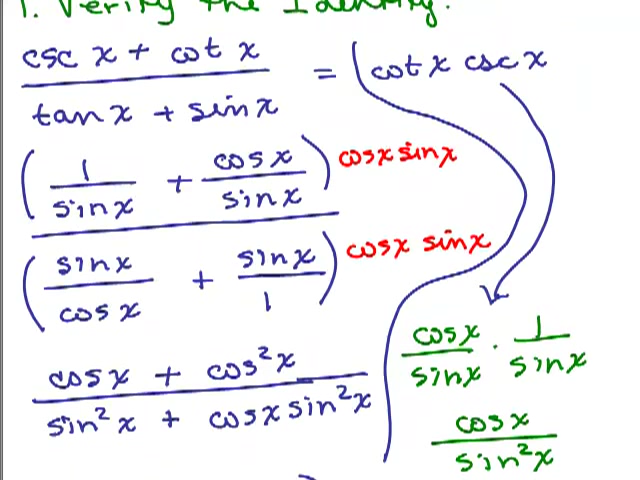 1. Verify the Identity.
csc x + cot x / tan x + sin x = cot x csc x
(1/sin x + cos x/sin x) cos x sin x
(sin x/cos x + sin x/1) cos x sin x
cos x/sin x · 1/sin x
cos x + cos²x / sin²x + cos x sin²x
cos x/sin²x